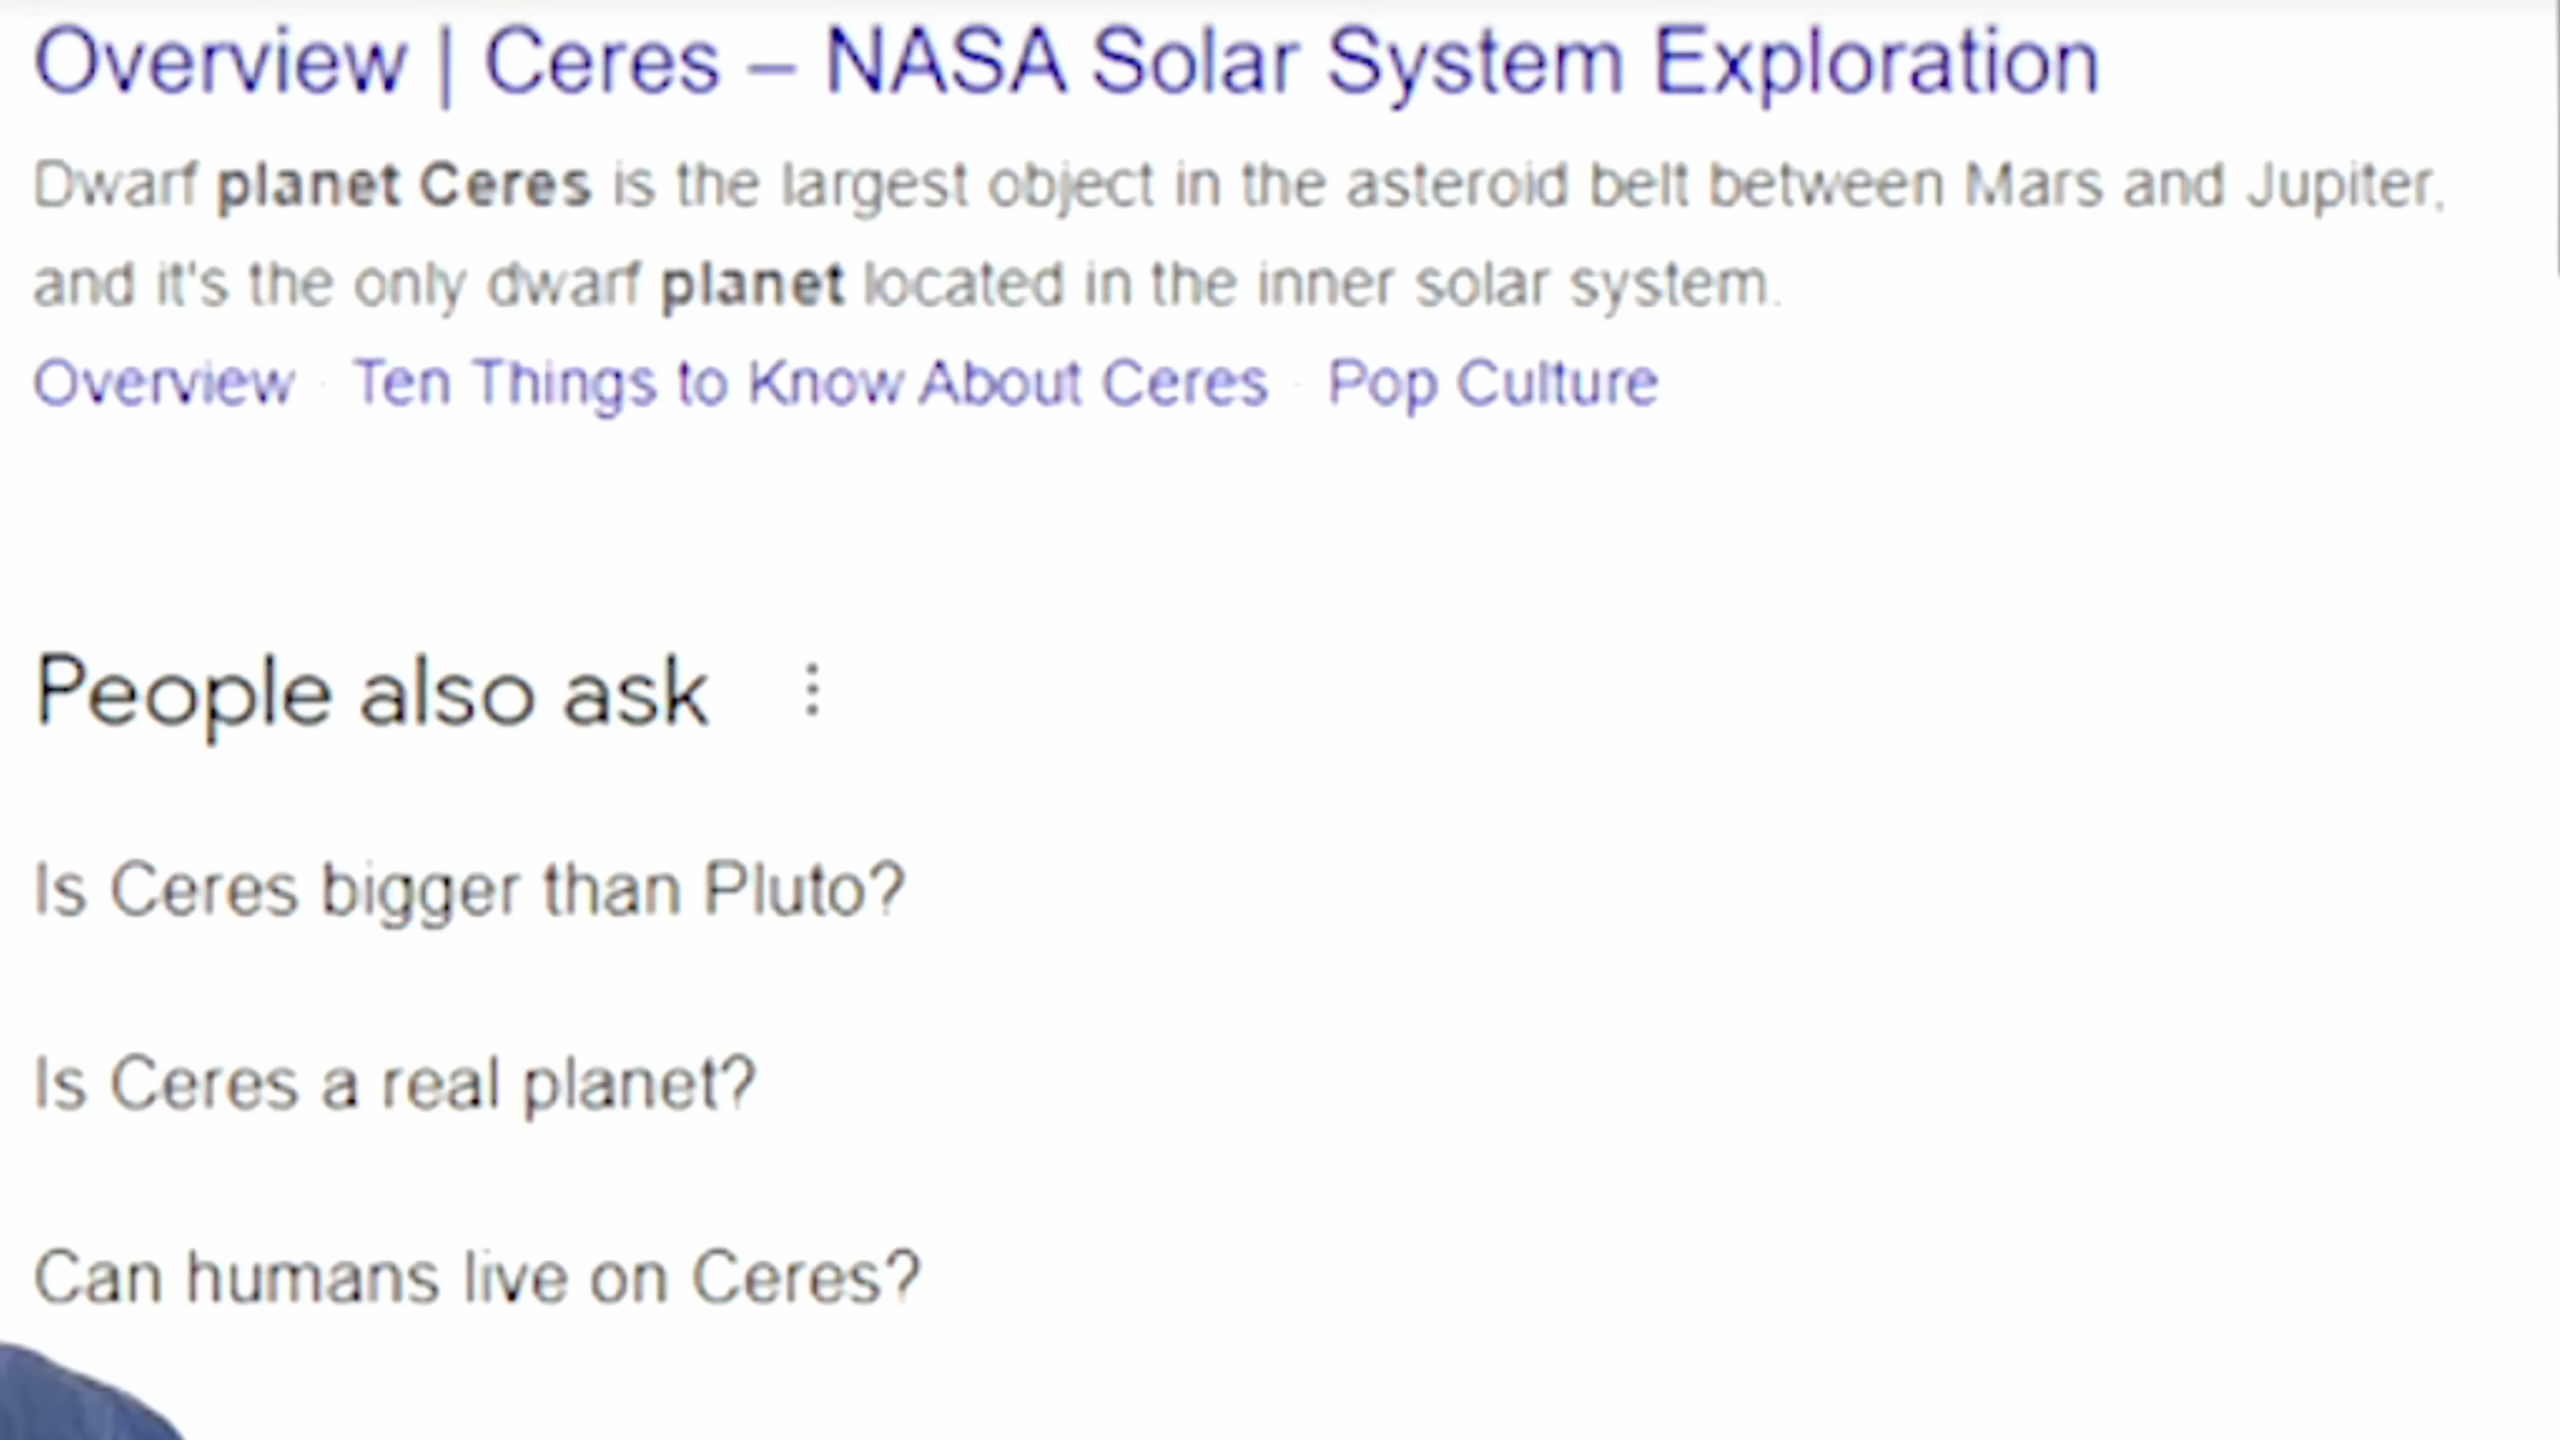 Overview | Ceres – NASA Solar System Exploration
Dwarf planet Ceres is the largest object in the asteroid belt between Mars and Jupiter,
and it's the only dwarf planet located in the inner solar system.
Overview · Ten Things to Know About Ceres · Pop Culture
People also ask
Is Ceres bigger than Pluto?
Is Ceres a real planet?
Can humans live on Ceres?